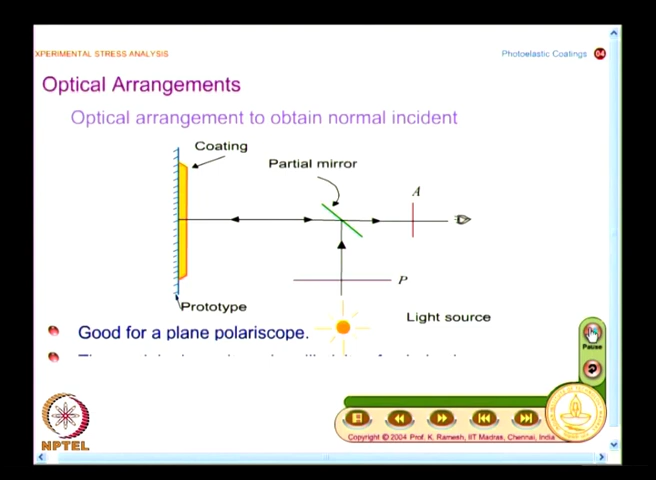 XPERIMENTAL STRESS ANALYSIS
Photoelastic Coatings 04
Optical Arrangements
Optical arrangement to obtain normal incident
Coating
Partial mirror
A
P
Prototype
Light source
Good for a plane polariscope.
Pause
NPTEL
Copyright © 2004 Prof. K. Ramesh, IIT Madras, Chennai, India